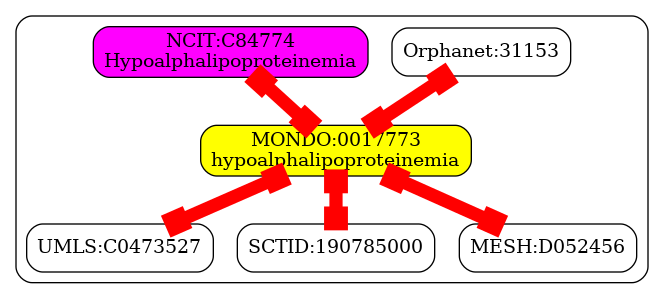 NCIT:C84774
Hypoalphalipoproteinemia
Orphanet:31153
MONDO:0017773
hypoalphalipoproteinemia
UMLS:C0473527
SCTID:190785000
MESH:D052456